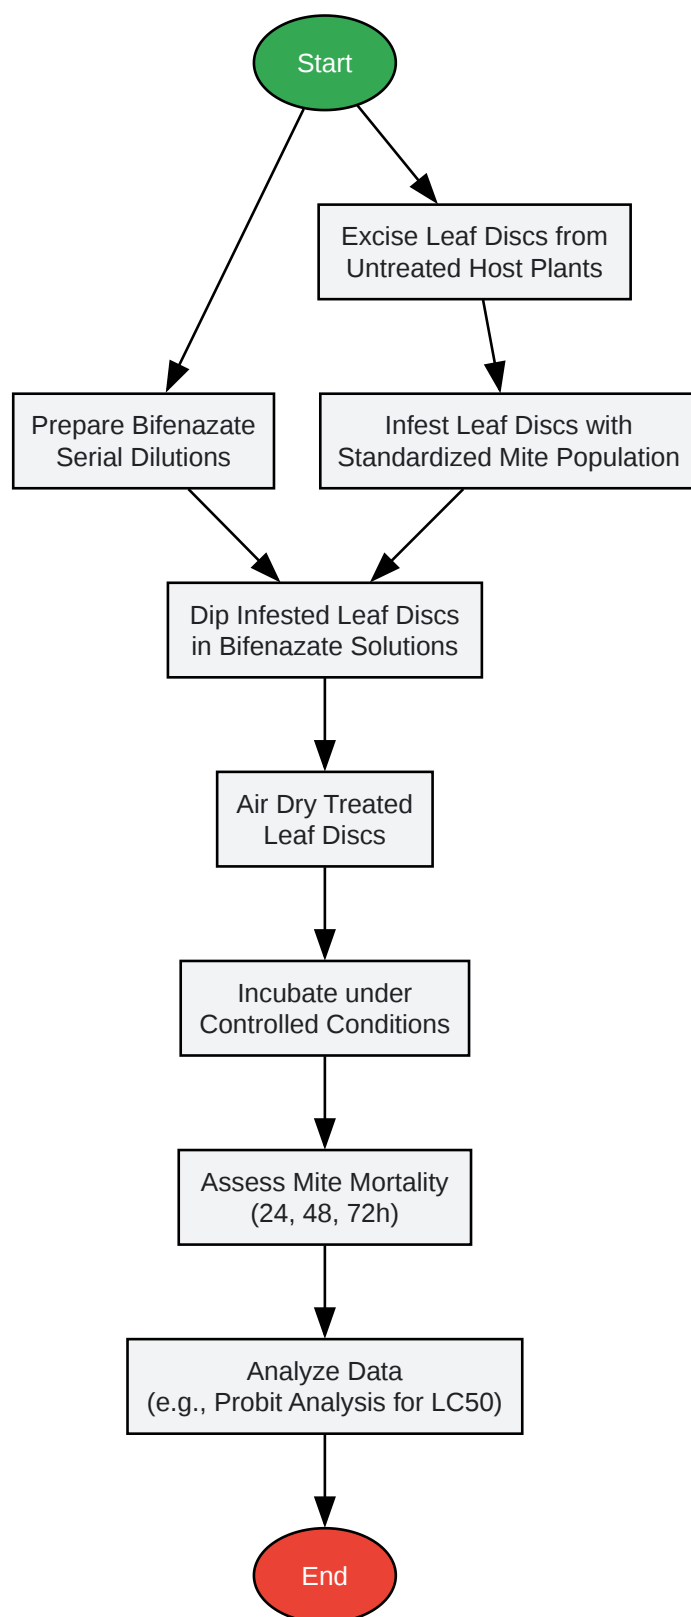 Start
Excise Leaf Discs from
Untreated Host Plants
Prepare Bifenazate
Serial Dilutions
Infest Leaf Discs with
Standardized Mite Population
Dip Infested Leaf Discs
in Bifenazate Solutions
Air Dry Treated
Leaf Discs
Incubate under
Controlled Conditions
Assess Mite Mortality
(24, 48, 72h)
Analyze Data
(e.g., Probit Analysis for LC50)
End